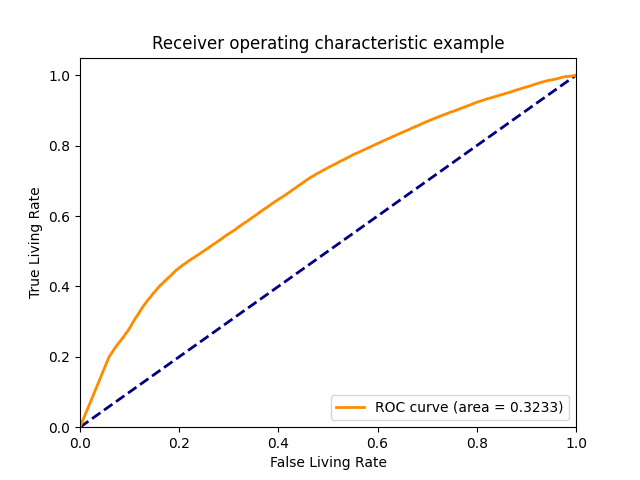 Receiver operating characteristic example
True Living Rate
1.0
0.8
0.6
0.4
0.2
0.0
ROC curve (area = 0.3233)
0.0 0.2 0.4 0.6 0.8 1.0
False Living Rate